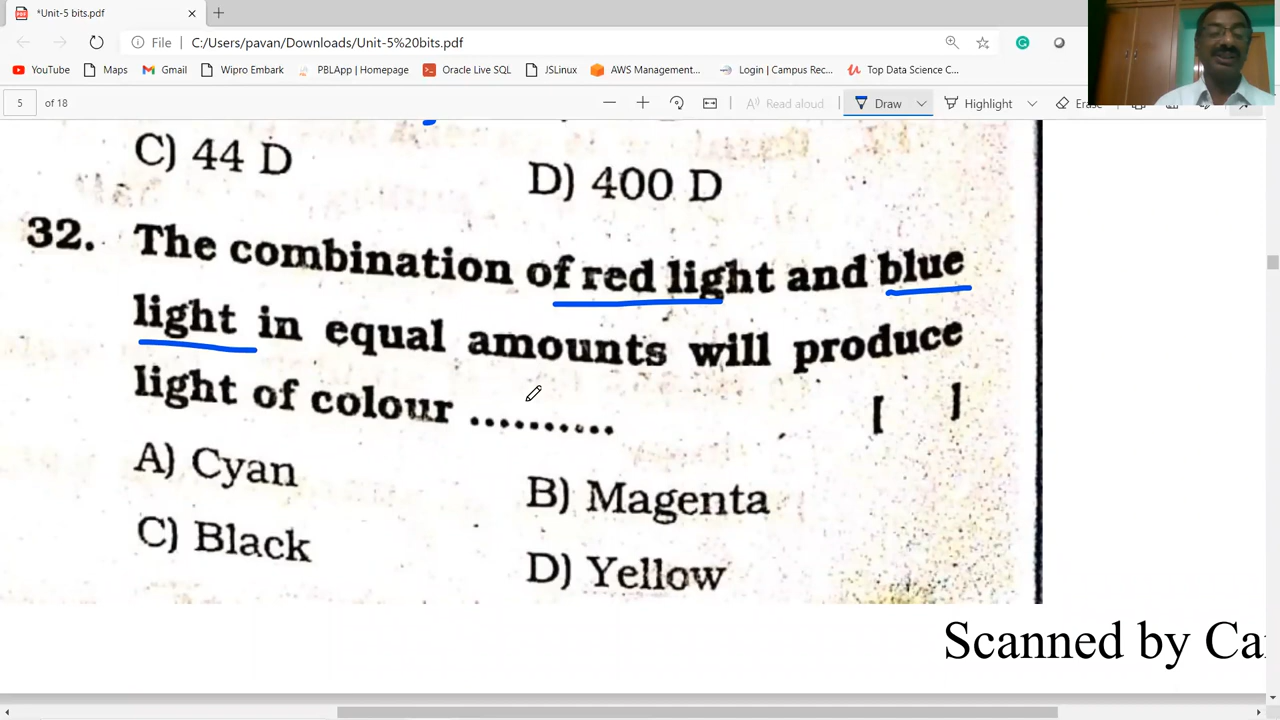 *Unit-5 bits.pdf
File
C:/Users/pavan/Downloads/Unit-5%20bits.pdf
YouTube
Maps
Gmail
Wipro Embark
PBLApp | Homepage
Oracle Live SQL
JSLinux
AWS Management...
Login | Campus Rec...
Top Data Science C...
5 of 18
Read aloud
Draw
Highlight
C) 44 D
D) 400 D
32. The combination of red light and blue
light in equal amounts will produce
light of colour .......... [ ]
A) Cyan
B) Magenta
C) Black
D) Yellow
Scanned by